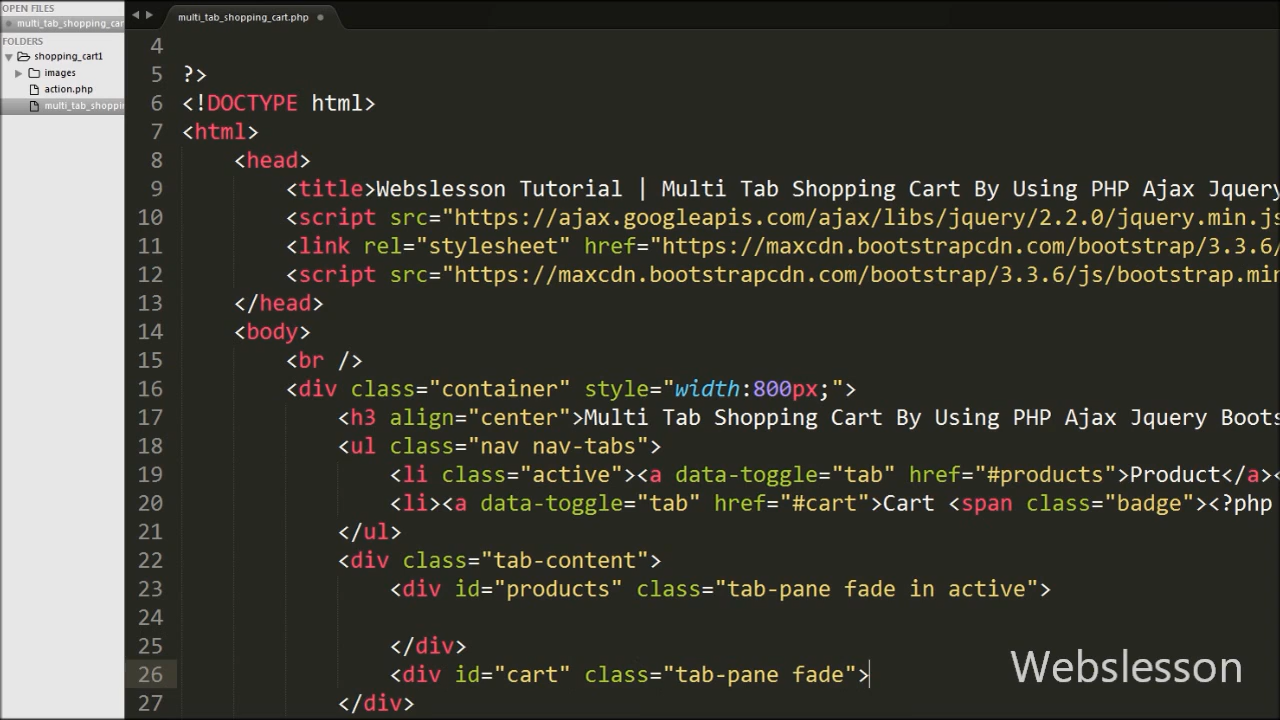 OPEN FILES
multi_tab_shopping_car
FOLDERS
shopping_cart1
images
action.php
multi_tab_shoppin
multi_tab_shopping_cart.php
4
5 ?>
6 <!DOCTYPE html>
7 <html>
8 <head>
9 <title>Webslesson Tutorial | Multi Tab Shopping Cart By Using PHP Ajax Jquery
10 <script src="https://ajax.googleapis.com/ajax/libs/jquery/2.2.0/jquery.min.js
11 <link rel="stylesheet" href="https://maxcdn.bootstrapcdn.com/bootstrap/3.3.6/
12 <script src="https://maxcdn.bootstrapcdn.com/bootstrap/3.3.6/js/bootstrap.min
13 </head>
14 <body>
15 <br />
16 <div class="container" style="width:800px;">
17 <h3 align="center">Multi Tab Shopping Cart By Using PHP Ajax Jquery Boots
18 <ul class="nav nav-tabs">
19 <li class="active"><a data-toggle="tab" href="#products">Product</a><
20 <li><a data-toggle="tab" href="#cart">Cart <span class="badge"><?php
21 </ul>
22 <div class="tab-content">
23 <div id="products" class="tab-pane fade in active">
24
25 </div>
26 <div id="cart" class="tab-pane fade">
27 </div>
Webslesson